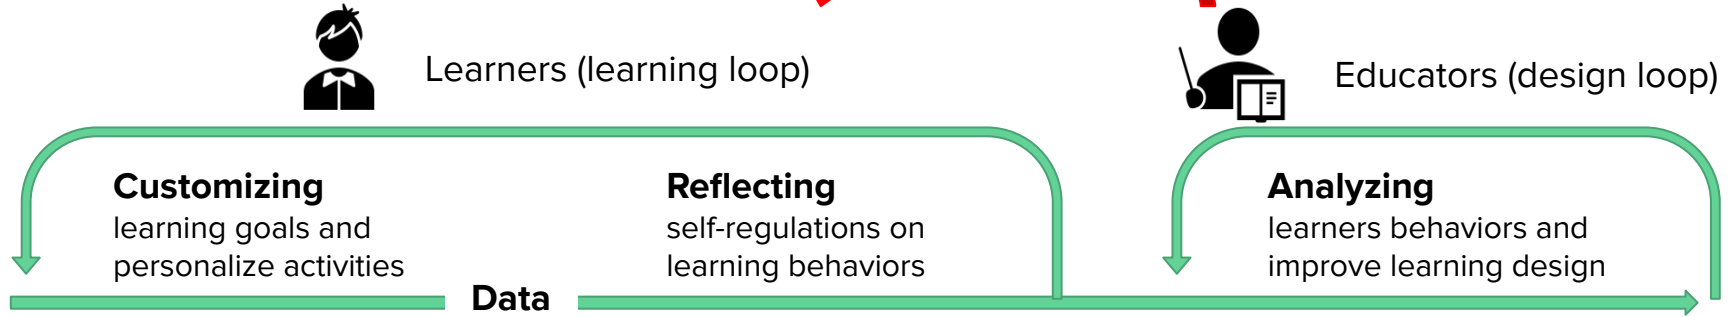 Learners (learning loop)
Educators (design loop)
Customizing
learning goals and
personalize activities
Reflecting
self-regulations on
learning behaviors
Analyzing
learners behaviors and
improve learning design
Data